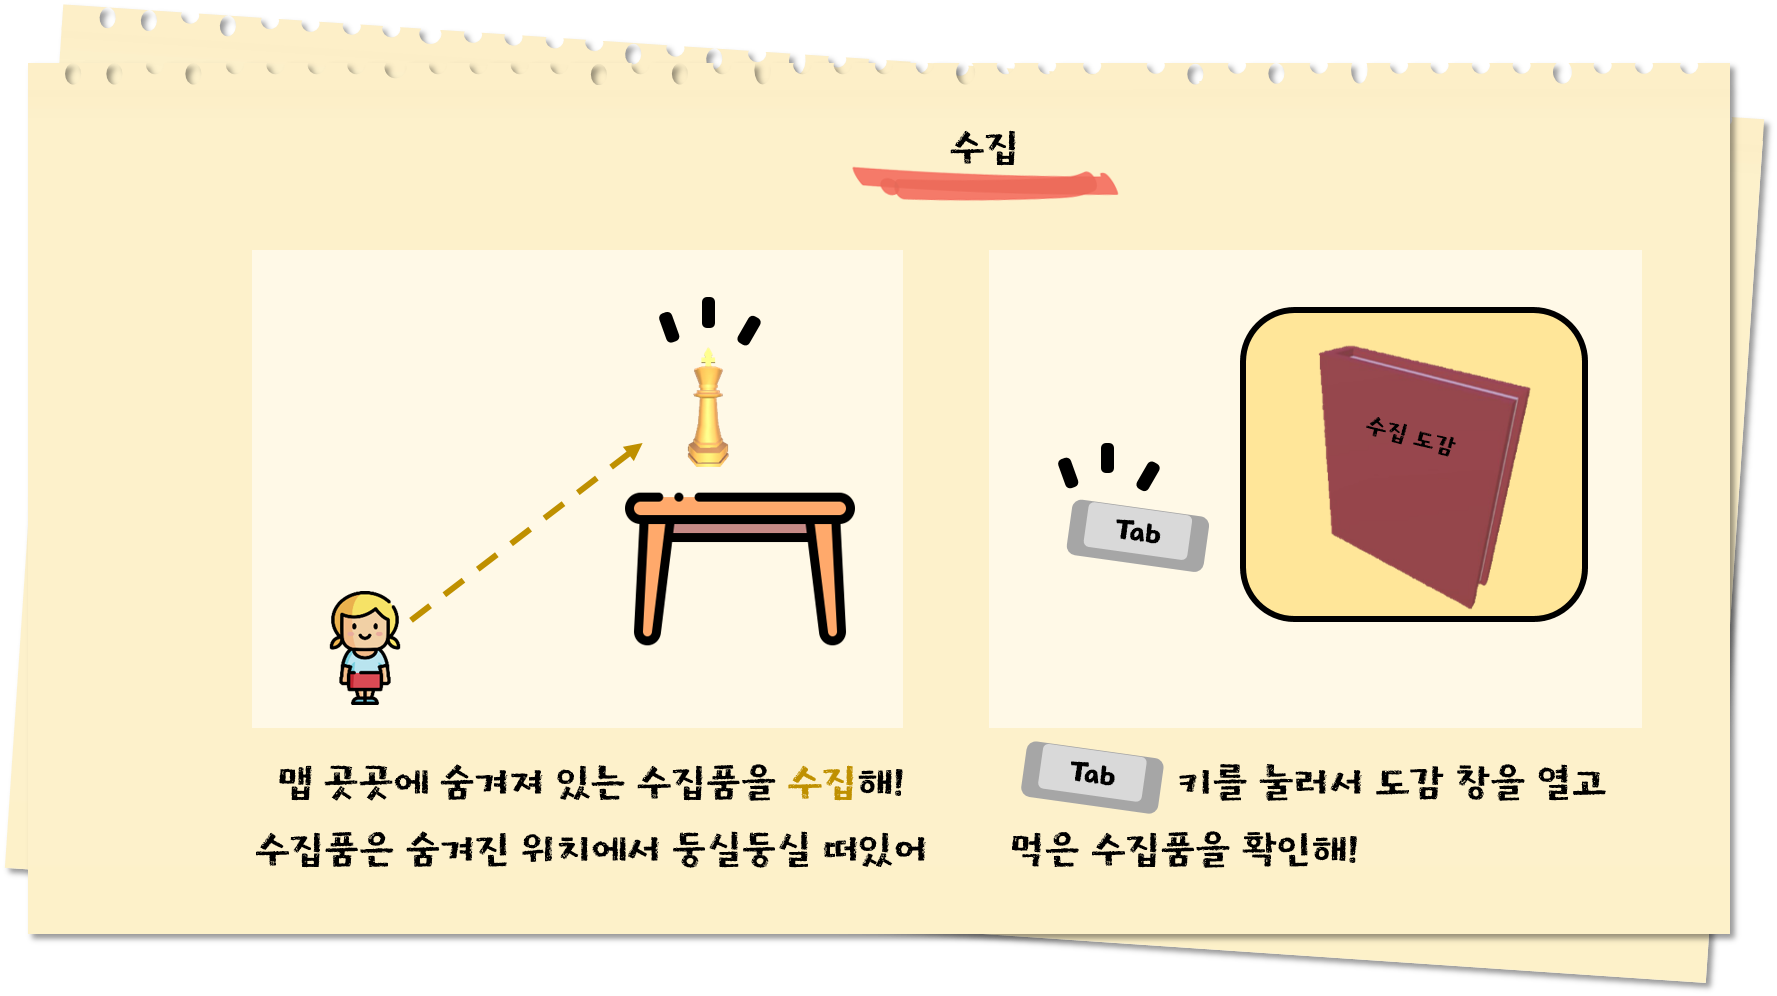 수집
수집 도감
Tab
맵 곳곳에 숨겨져 있는 수집품을 수집해!
수집품은 숨겨진 위치에서 둥실둥실 떠있어
Tab 키를 눌러서 도감 창을 열고
먹은 수집품을 확인해!